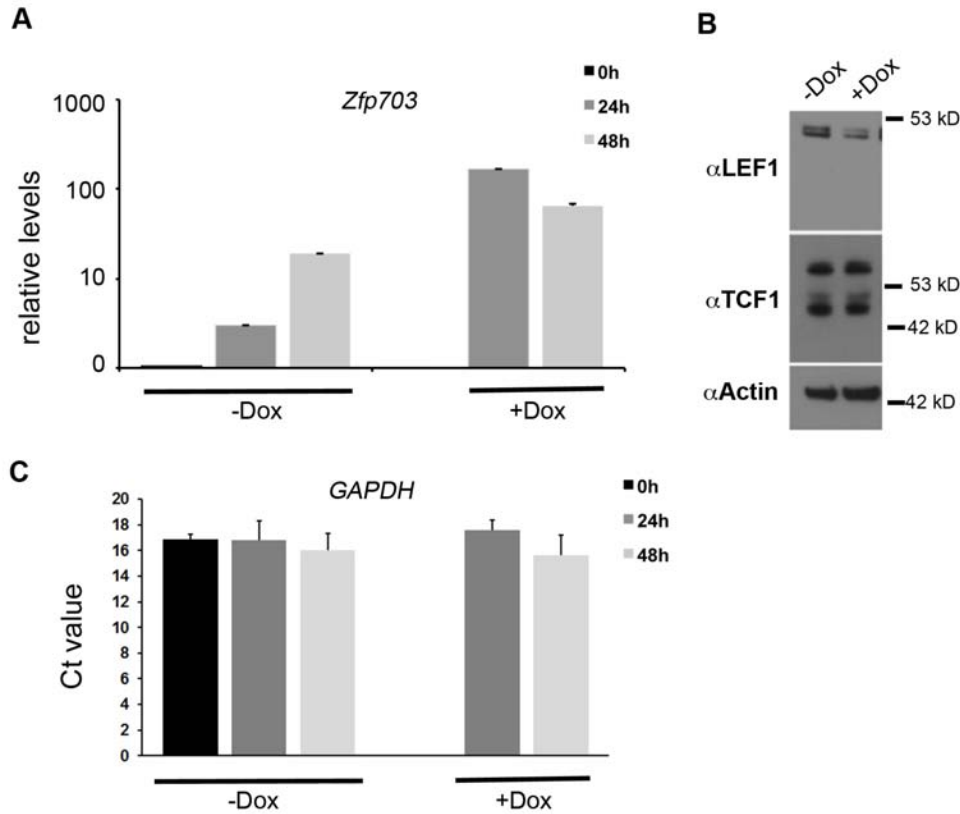 A
Zfp703
0h
24h
48h
1000
100
10
0
relative levels
-Dox
+Dox
B
-Dox
+Dox
αLEF1
53 kD
αTCF1
53 kD
42 kD
αActin
42 kD
C
GAPDH
0h
24h
48h
20
18
16
14
12
10
8
6
4
2
0
Ct value
-Dox
+Dox